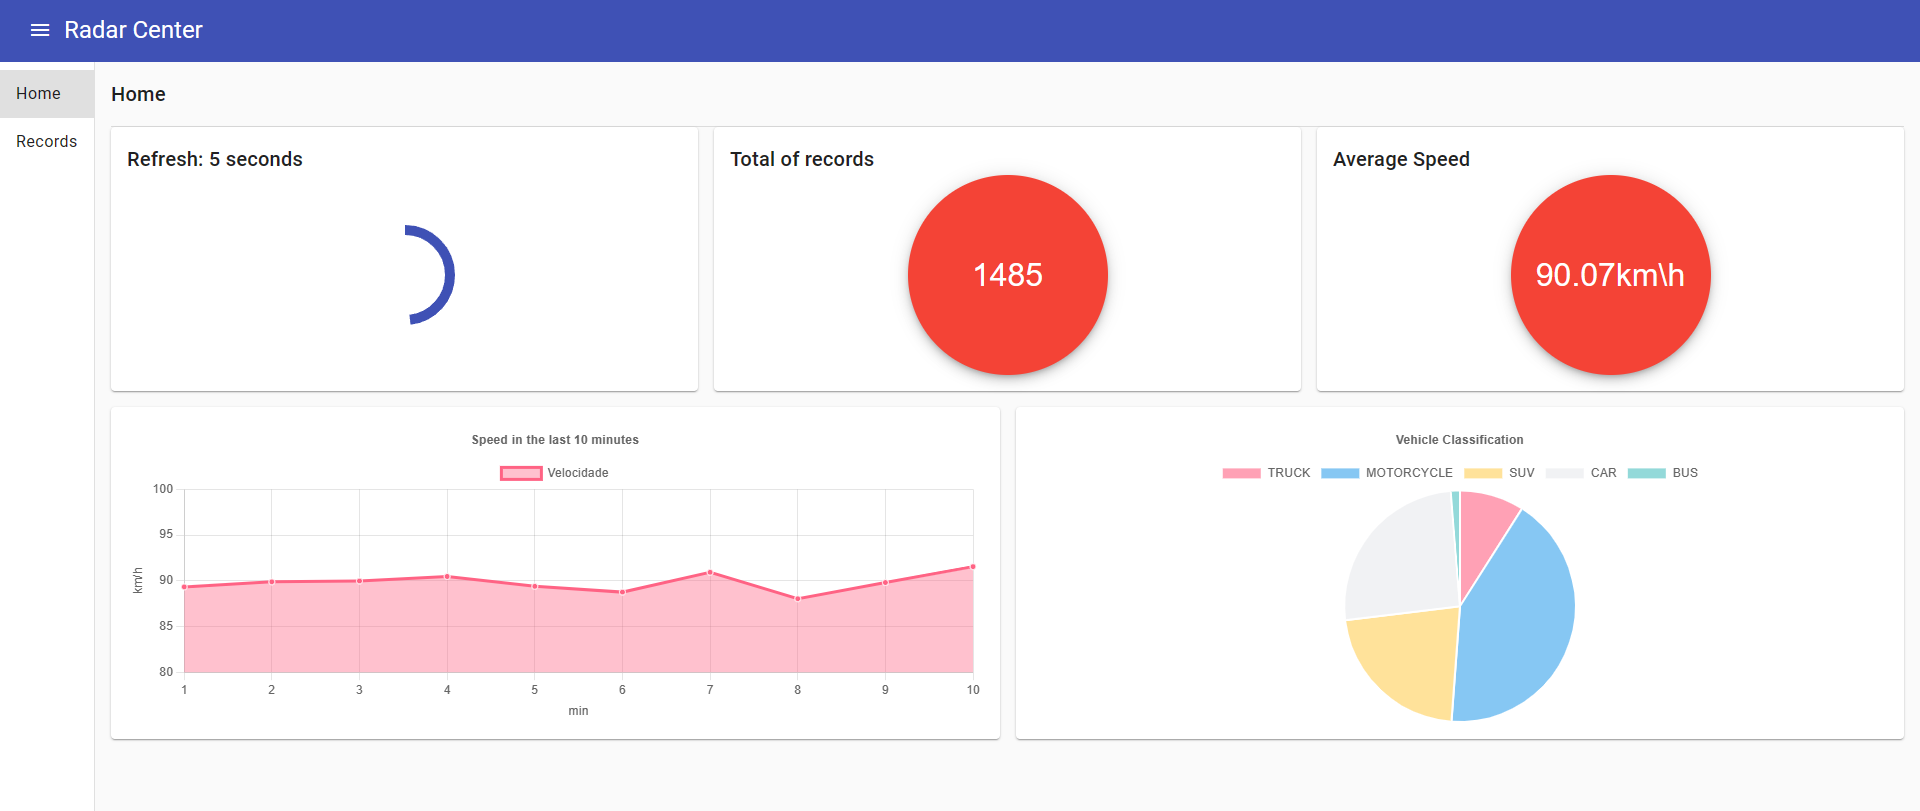 Radar Center
Home
Records
Home
Refresh: 5 seconds
Total of records
1485
Average Speed
90.07km\h
Speed in the last 10 minutes
Velocidade
100
95
90
85
80
km/h
1 2 3 4 5 6 7 8 9 10
min
Vehicle Classification
TRUCK MOTORCYCLE SUV CAR BUS